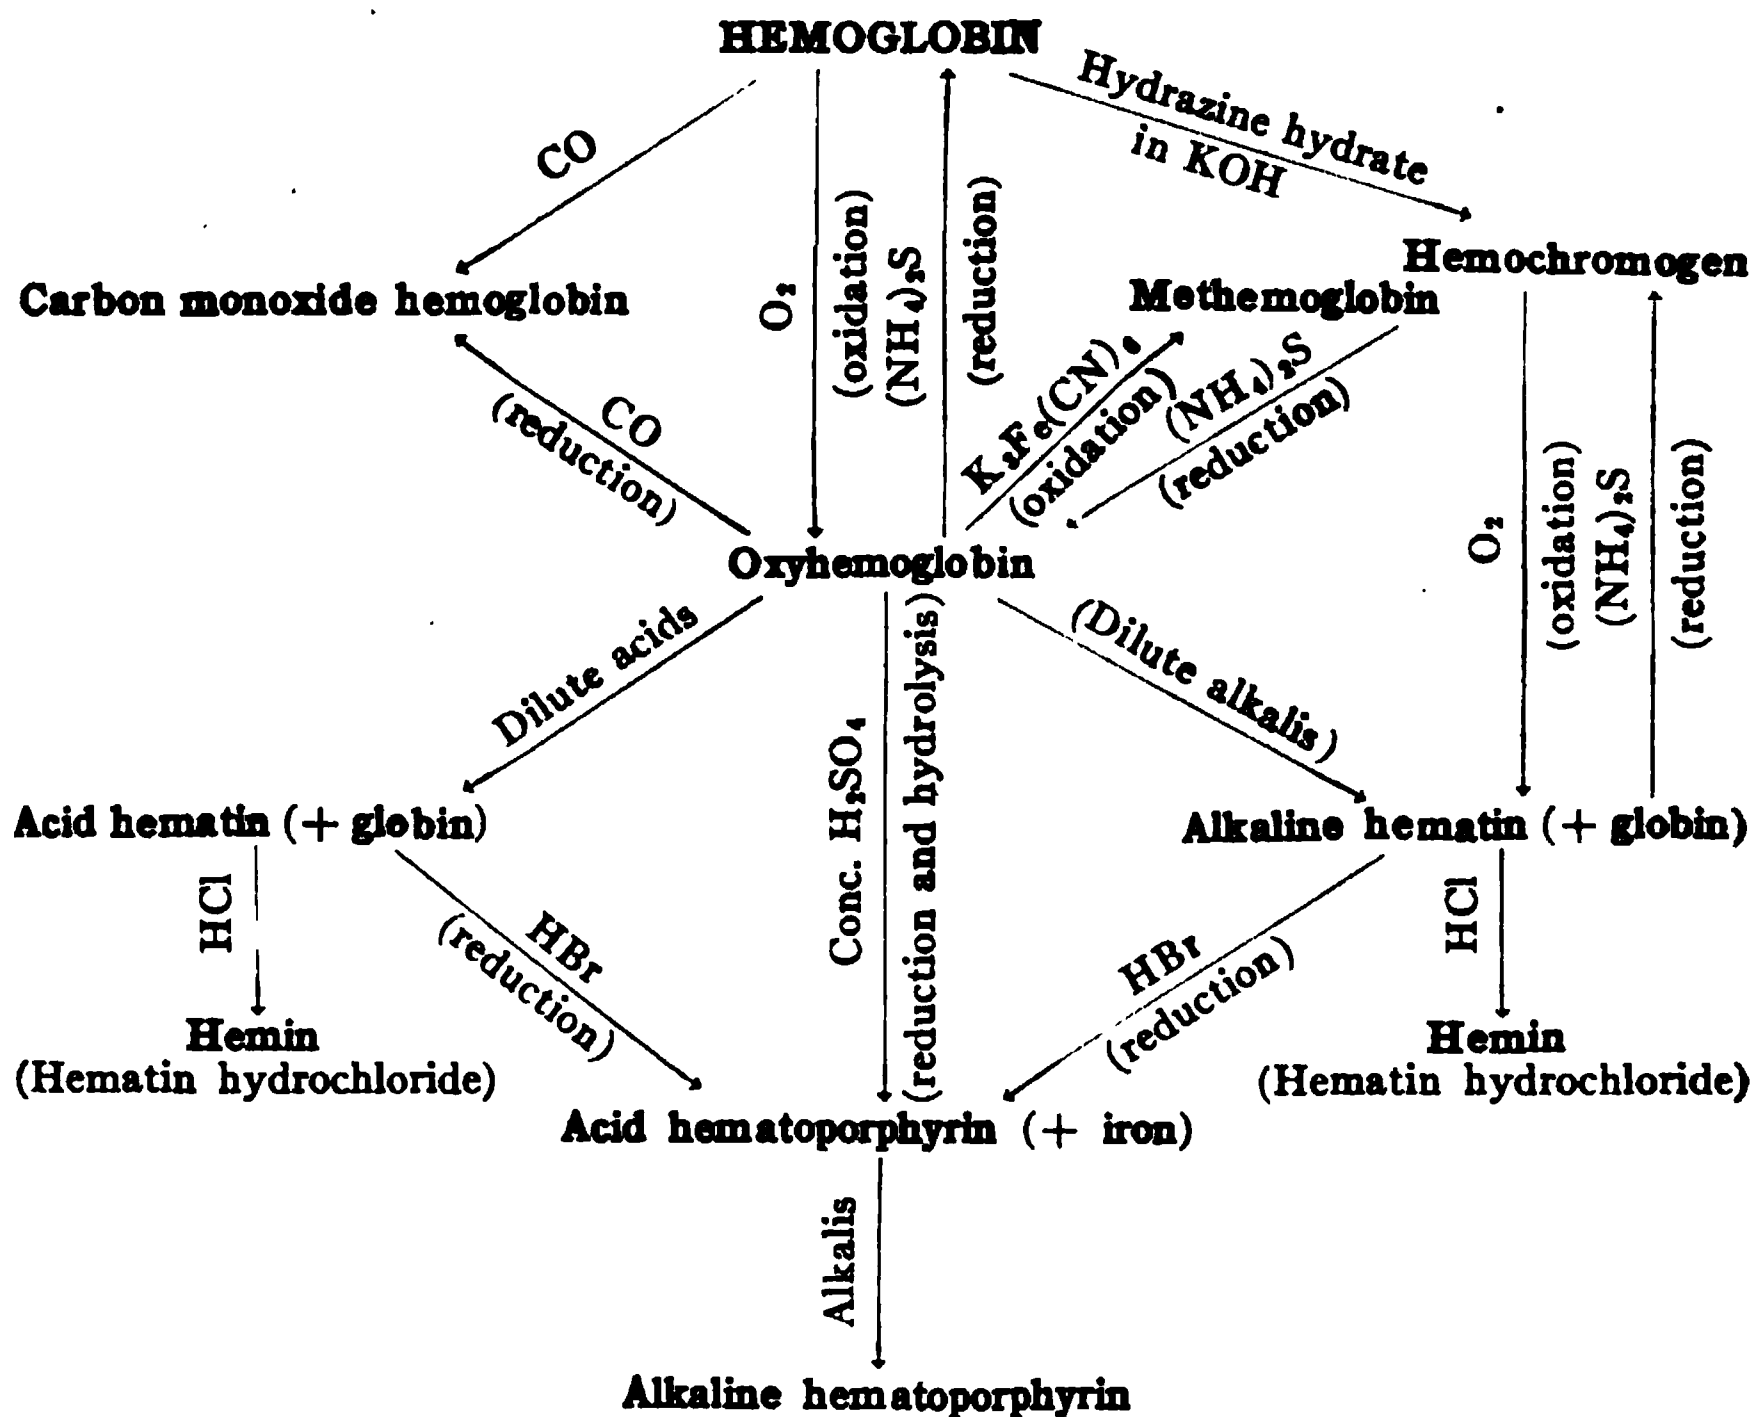 HEMOGLOBIN
Hydrazine hydrate
in KOH
CO
O₂
(oxidation)
(NH₄)₂S
(reduction)
Hemochromogen
Carbon monoxide hemoglobin
Methemoglobin
CO
(reduction)
K₃Fe(CN)₆
(oxidation)
(NH₄)₂S
(reduction)
O₂
(oxidation)
(NH₄)₂S
(reduction)
Oxyhemoglobin
Dilute acids
Conc. H₂SO₄
(reduction and hydrolysis)
(Dilute alkalis)
Acid hematin (+ globin)
Alkaline hematin (+ globin)
HCl
HBr
(reduction)
HBr
(reduction)
HCl
Hemin
(Hematin hydrochloride)
Hemin
(Hematin hydrochloride)
Acid hematoporphyrin (+ iron)
Alkalis
Alkaline hematoporphyrin